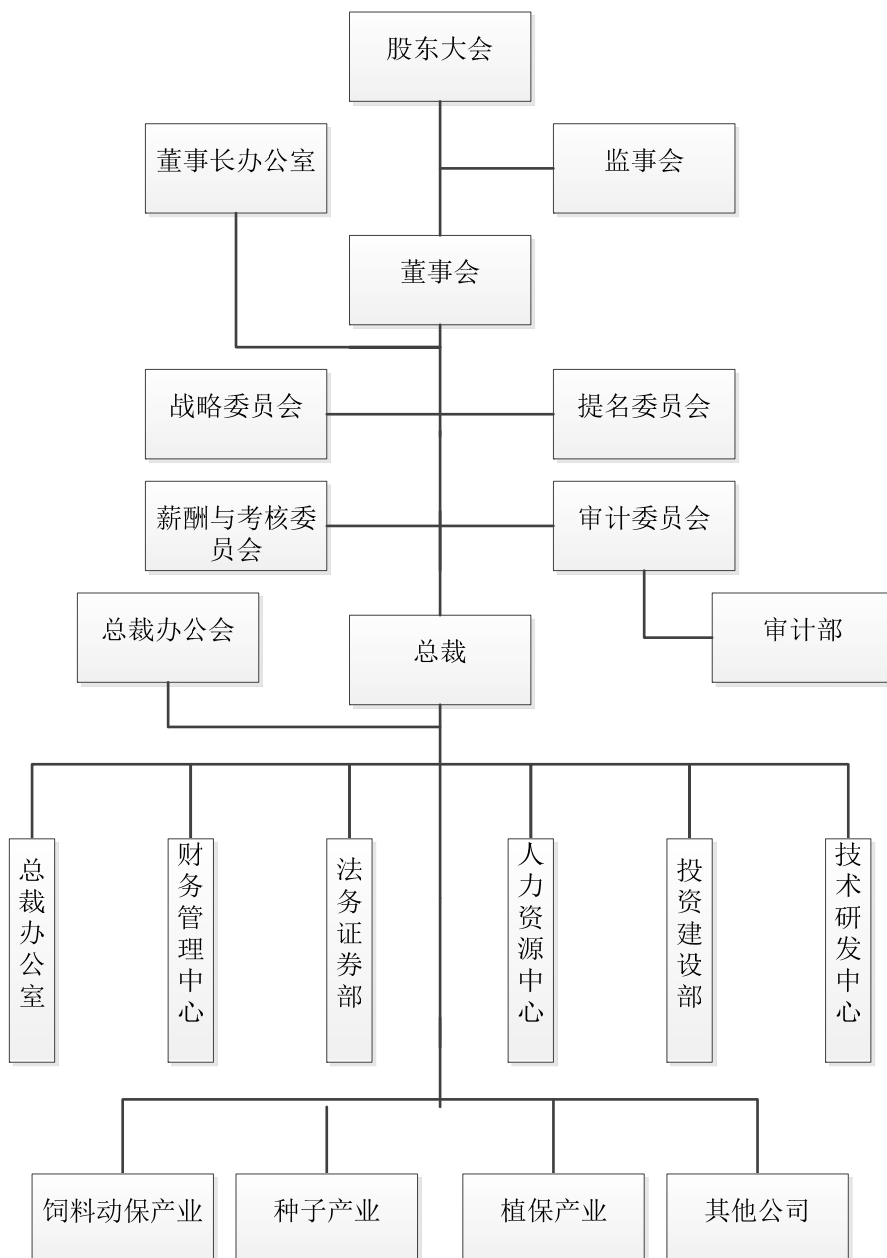 股东大会
董事长办公室
监事会
董事会
战略委员会
提名委员会
薪酬与考核委
员会
审计委员会
总裁办公会
总裁
审计部
总裁办公室
财务管理中心
法务证券部
人力资源中心
投资建设部
技术研发中心
饲料动保产业
种子产业
植保产业
其他公司